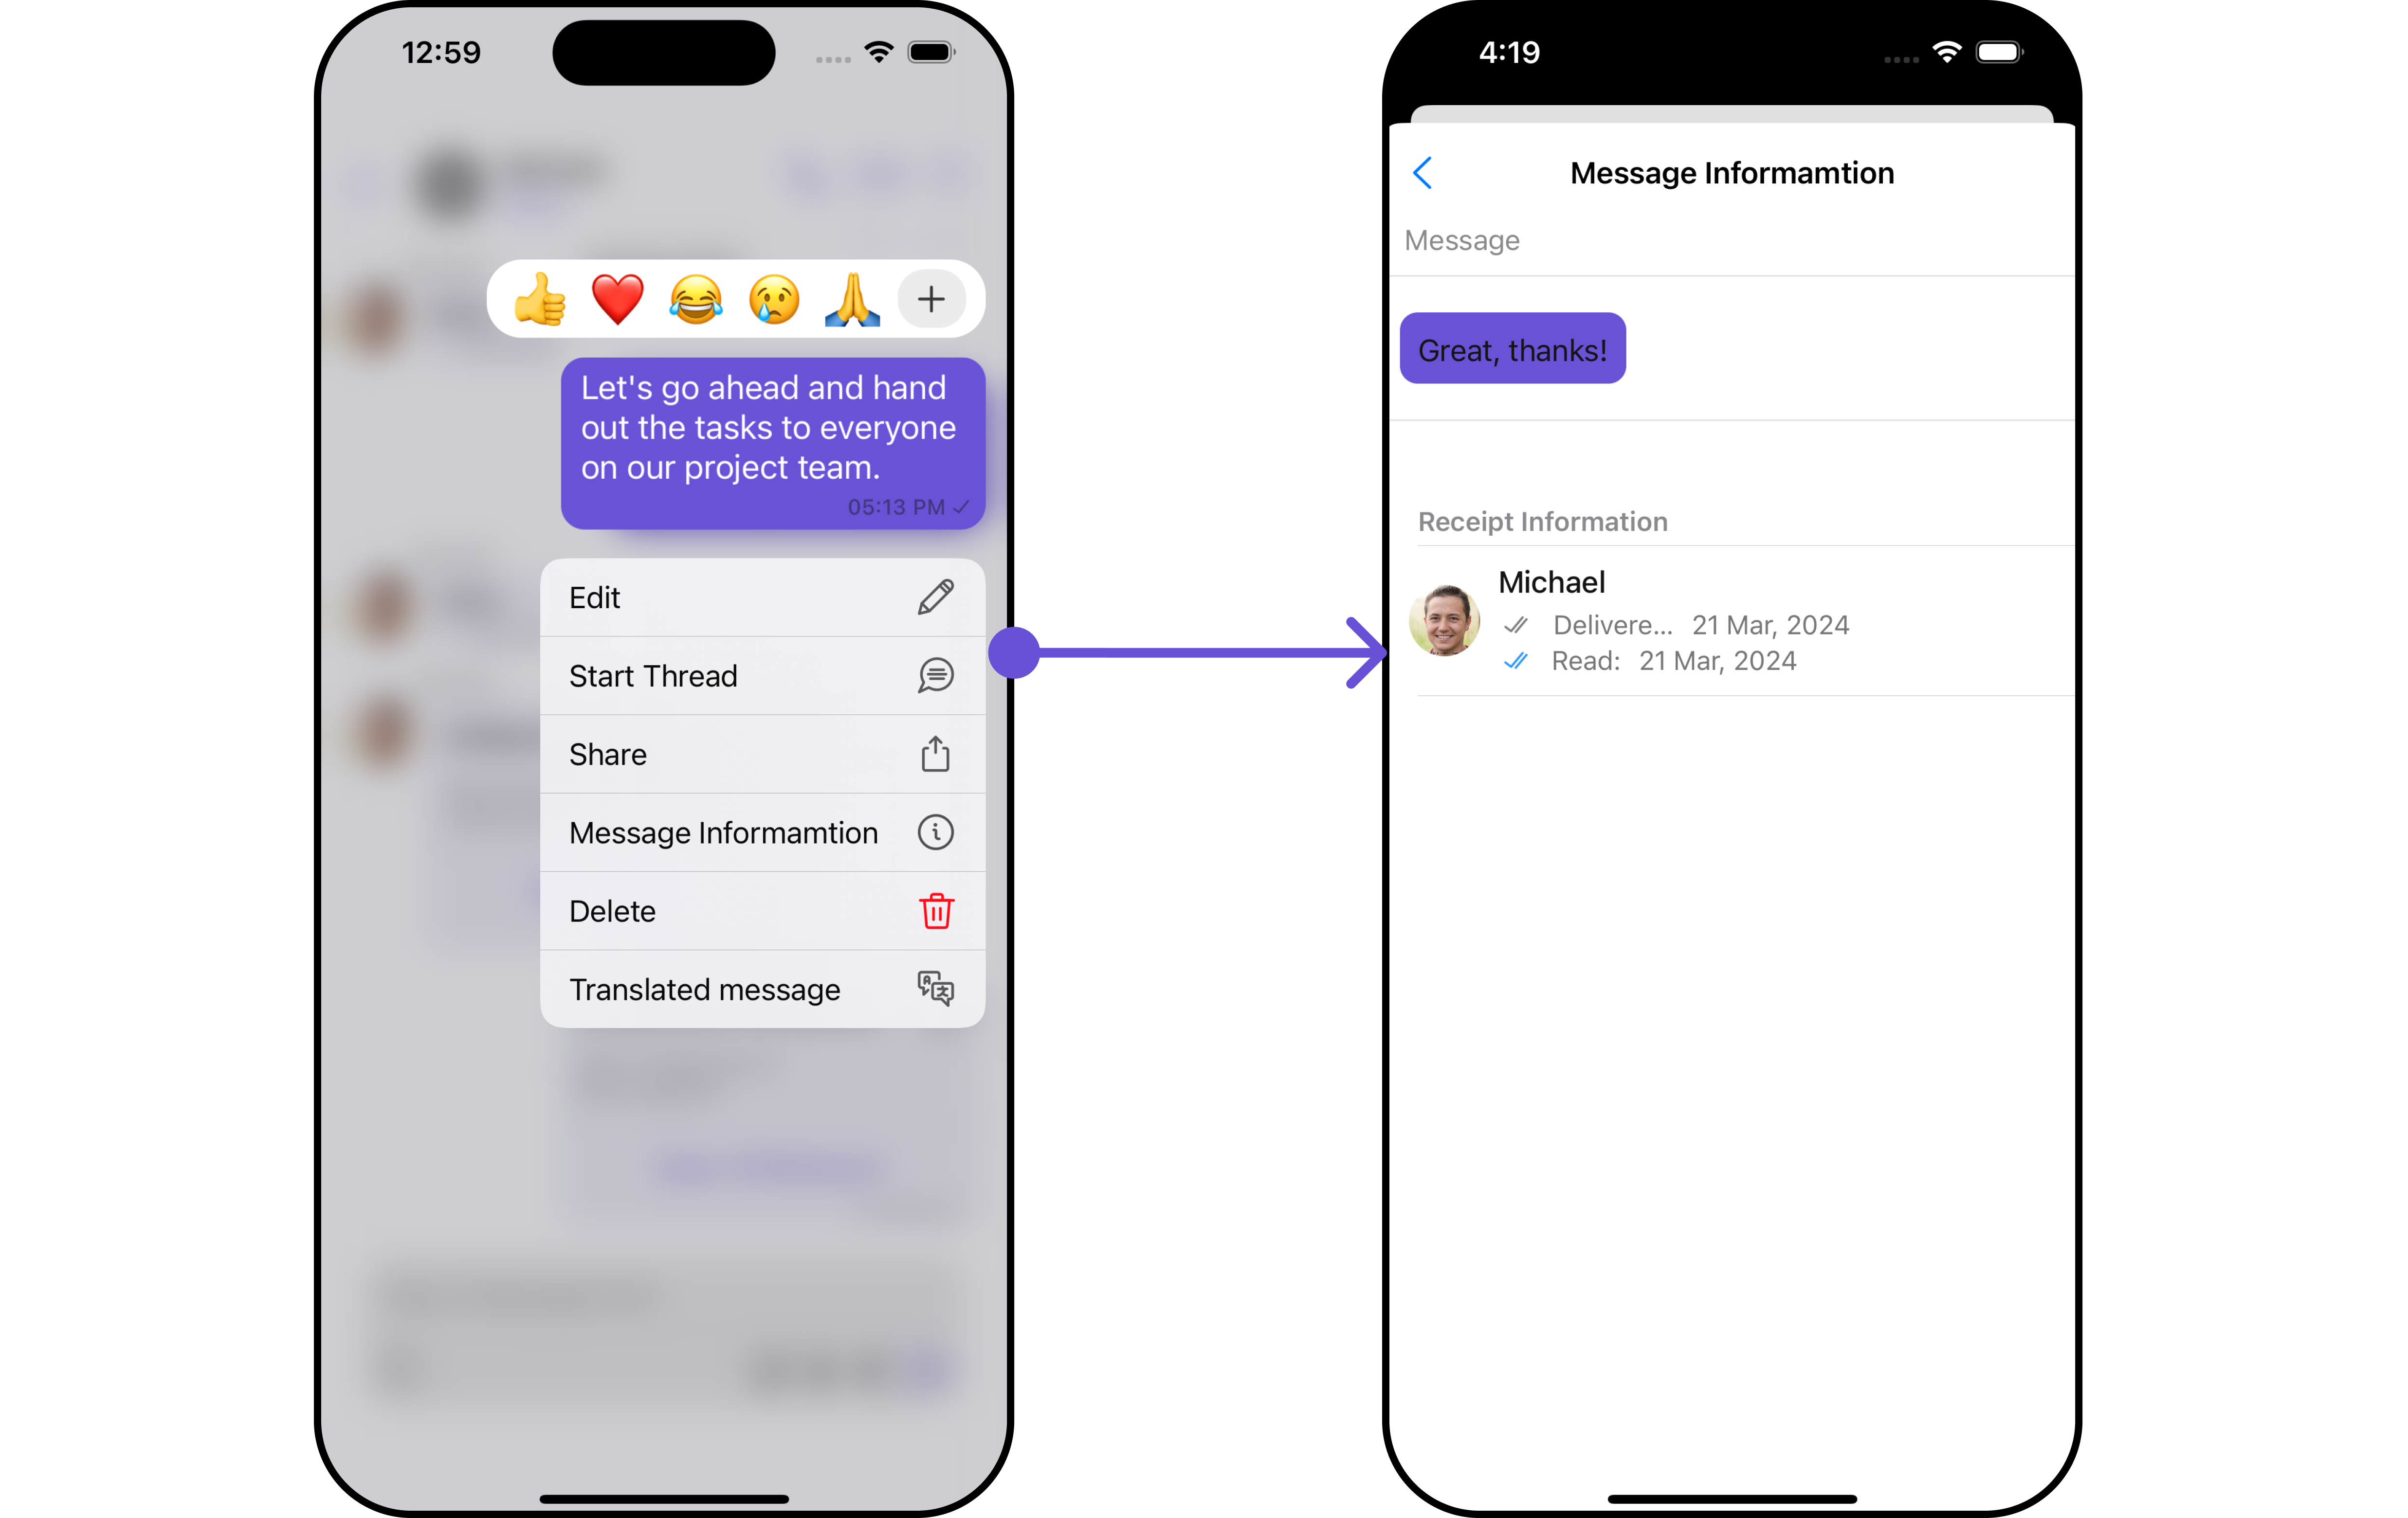 12:59
Let's go ahead and hand
out the tasks to everyone
on our project team.
05:13 PM
Edit
Start Thread
Share
Message Informamtion
Delete
Translated message
4:19
Message Informamtion
Message
Great, thanks!
Receipt Information
Michael
Delivere... 21 Mar, 2024
Read: 21 Mar, 2024